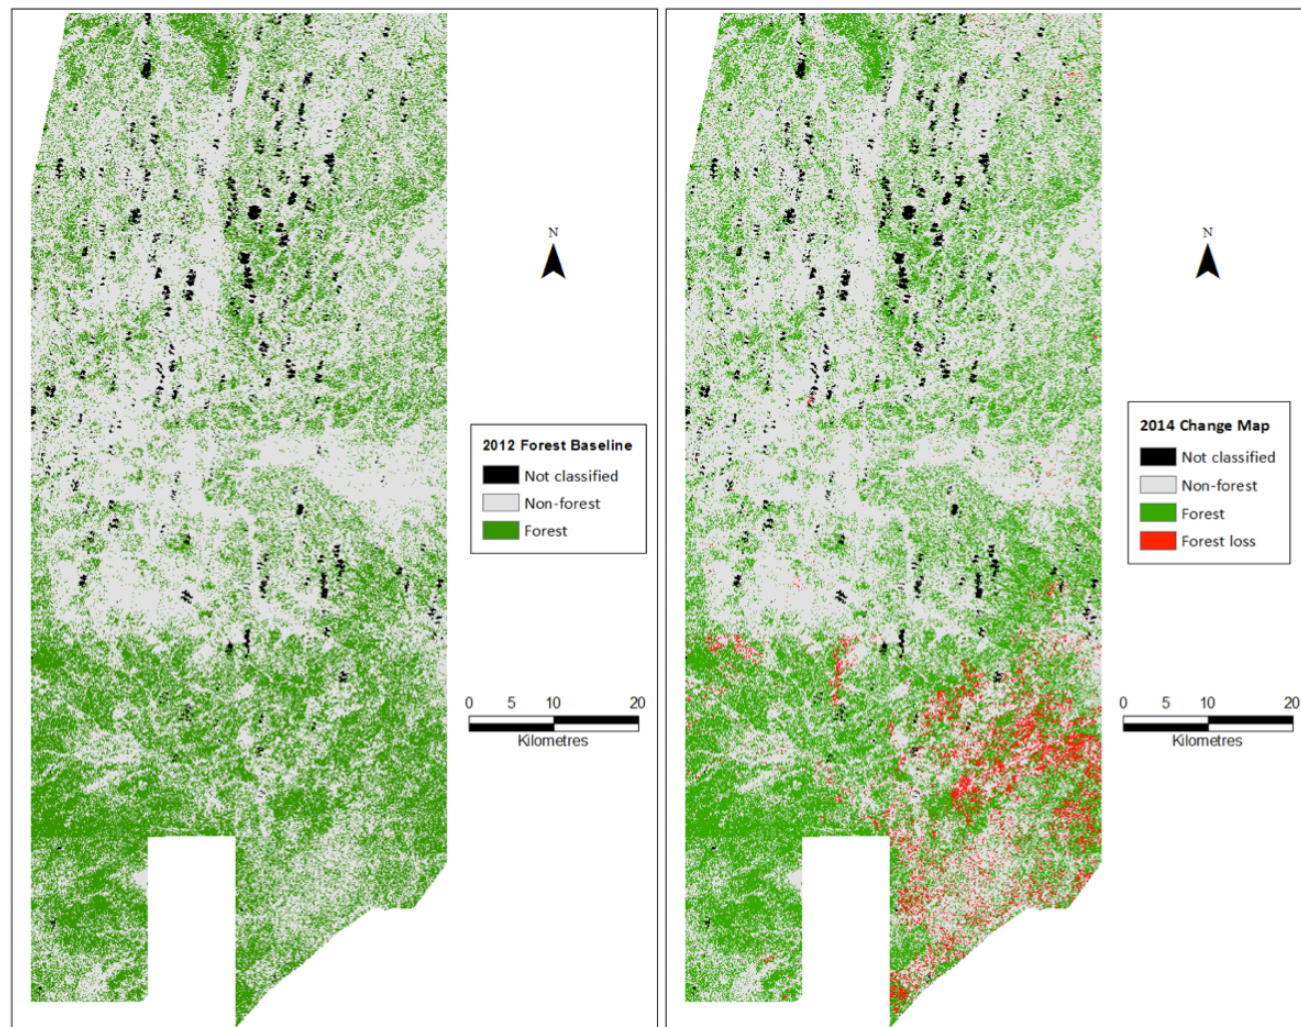 N
2012 Forest Baseline
Not classified
Non-forest
Forest
0 5 10 20
Kilometres
N
2014 Change Map
Not classified
Non-forest
Forest
Forest loss
0 5 10 20
Kilometres